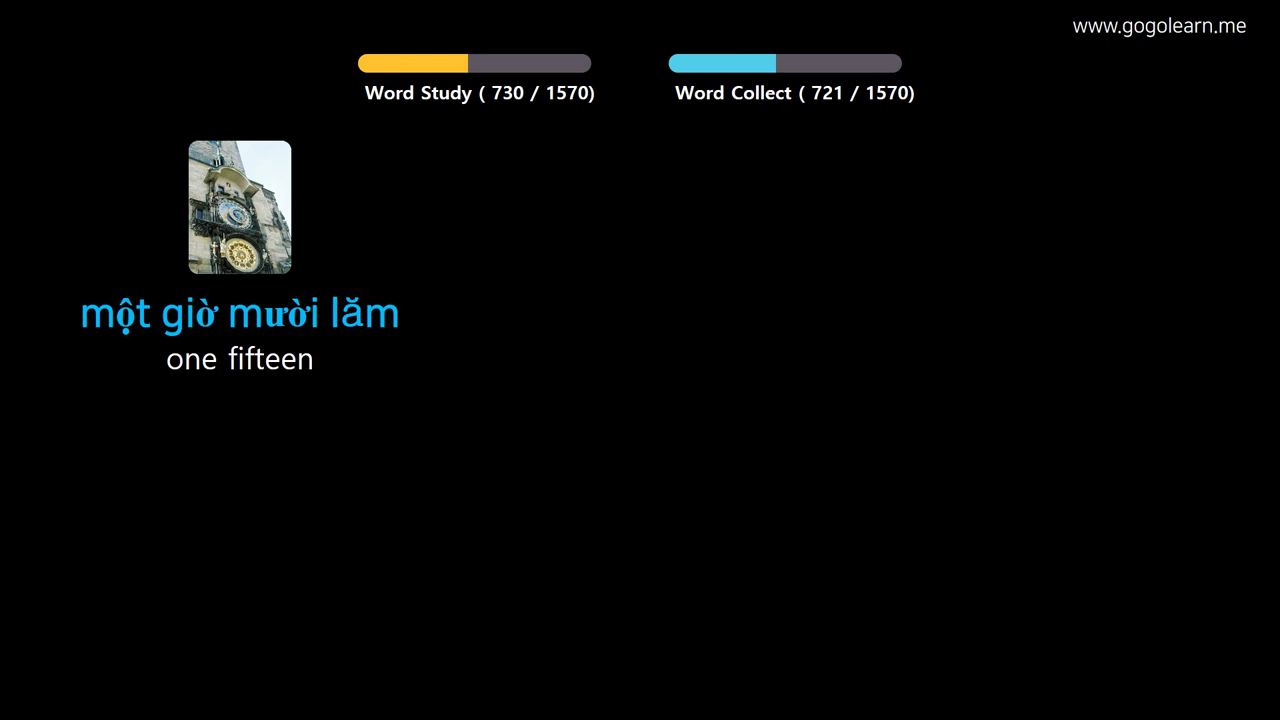 www.gogolearn.me
Word Study ( 730 / 1570)
Word Collect ( 721 / 1570)
một giờ mười lăm
one fifteen